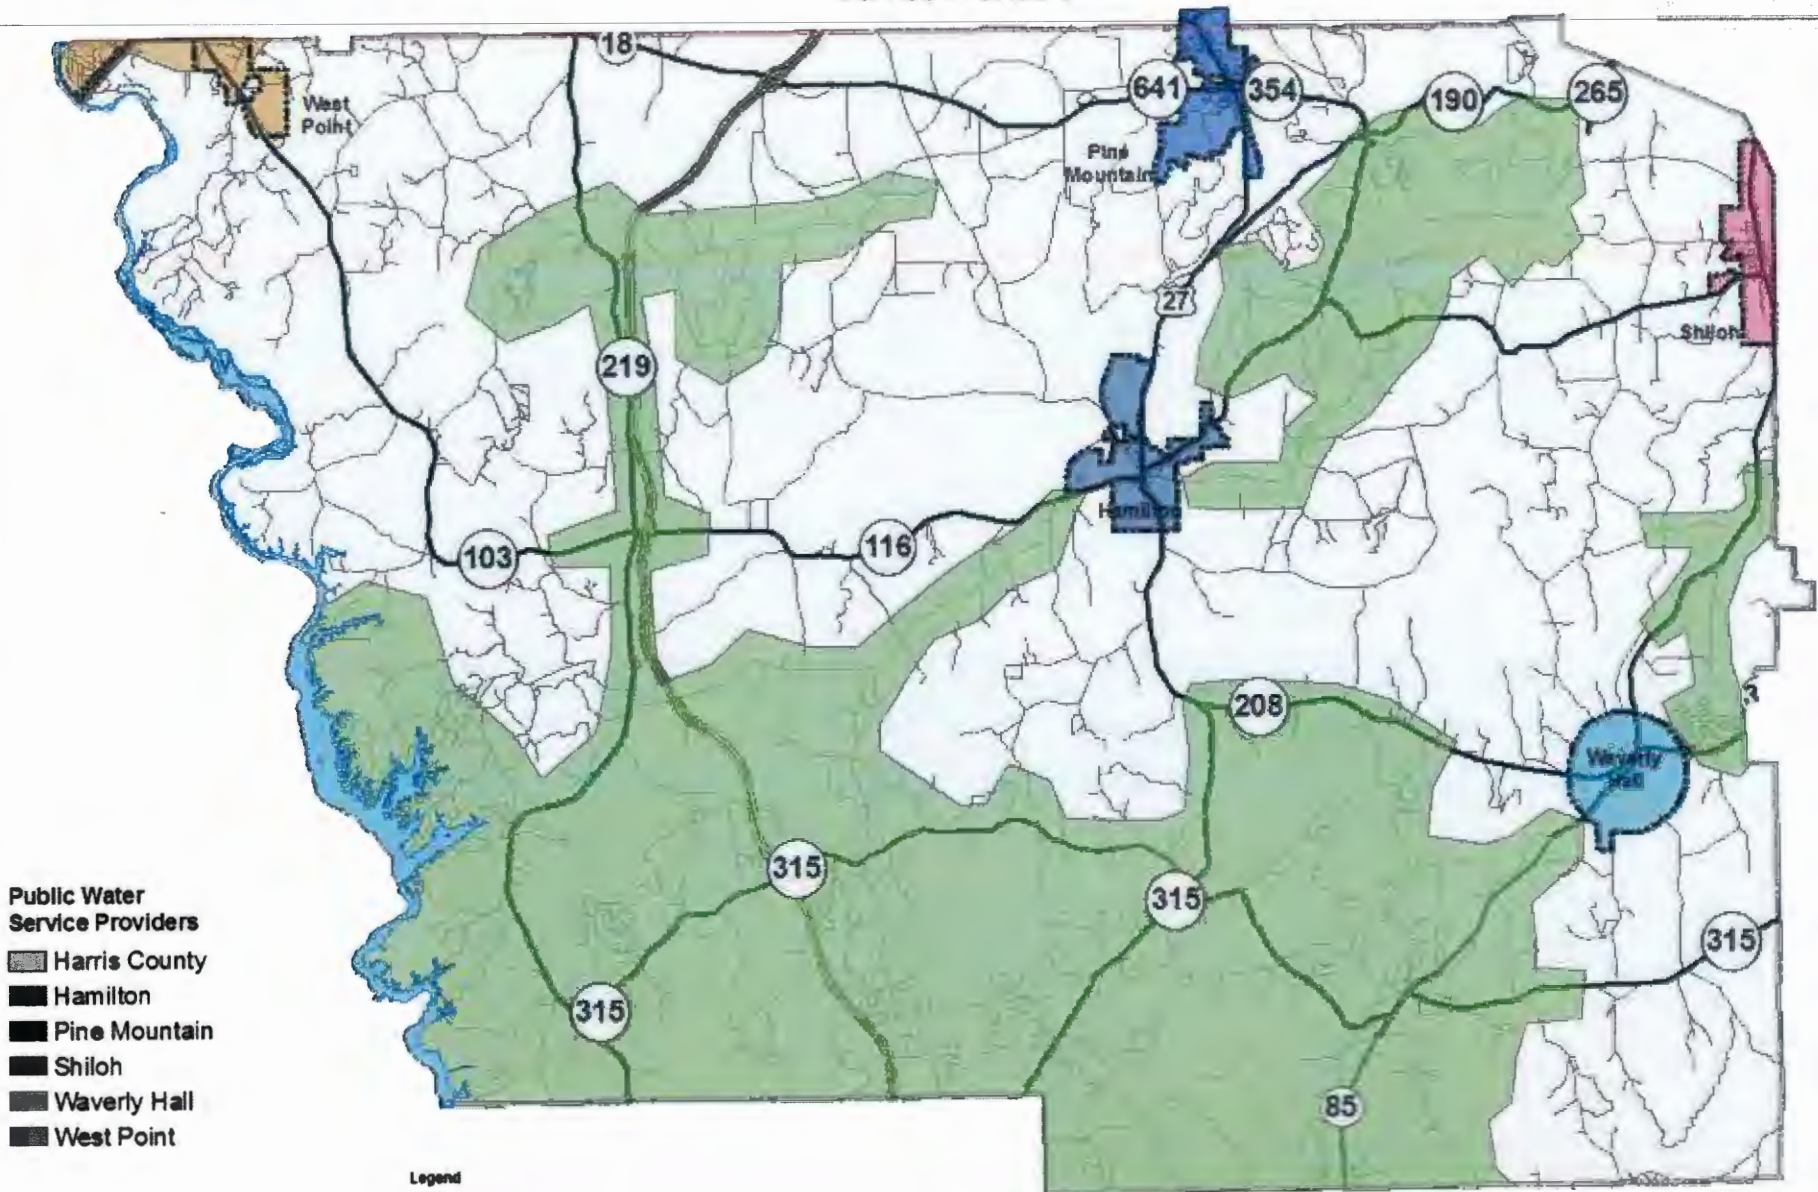 18
641
354
190
265
West
Point
Pine
Mountain
27
Shiloh
219
Hamilton
103
116
208
Waverly
Hall
315
315
315
315
85
Public Water
Service Providers
Harris County
Hamilton
Pine Mountain
Shiloh
Waverly Hall
West Point
Legend